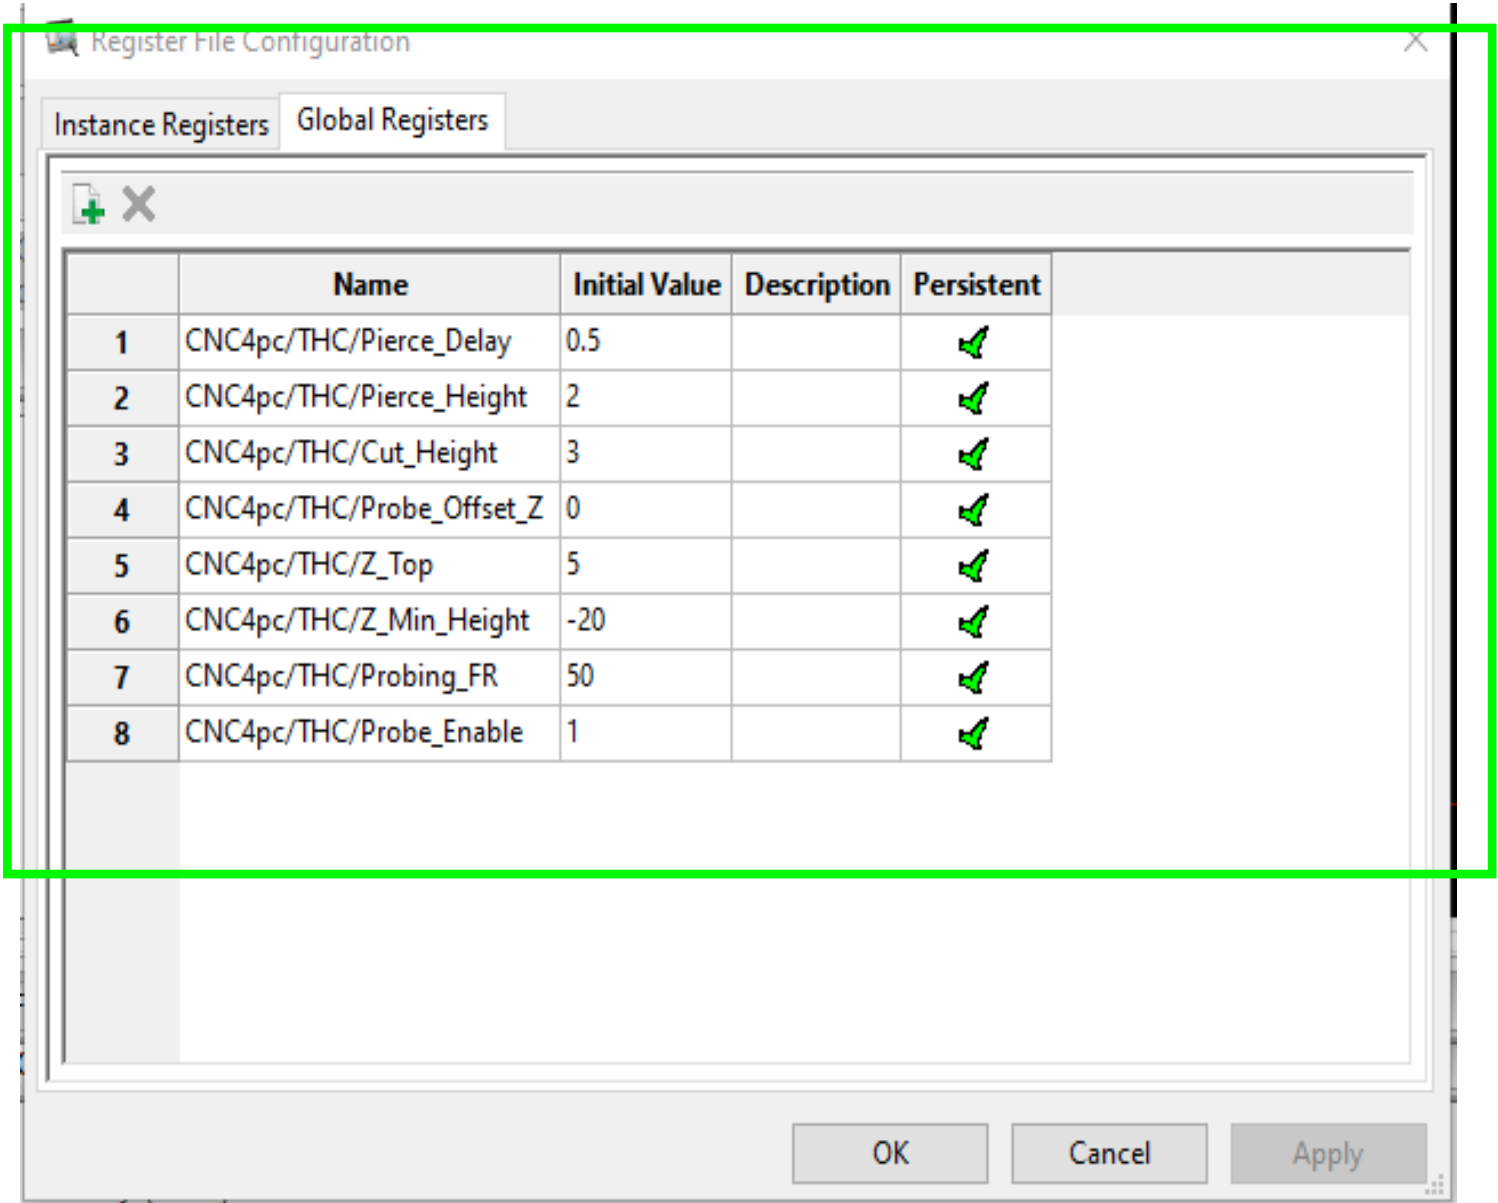 Register File Configuration
Instance Registers Global Registers
Name Initial Value Description Persistent
1 CNC4pc/THC/Pierce_Delay 0.5
2 CNC4pc/THC/Pierce_Height 2
3 CNC4pc/THC/Cut_Height 3
4 CNC4pc/THC/Probe_Offset_Z 0
5 CNC4pc/THC/Z_Top 5
6 CNC4pc/THC/Z_Min_Height -20
7 CNC4pc/THC/Probing_FR 50
8 CNC4pc/THC/Probe_Enable 1
OK Cancel Apply